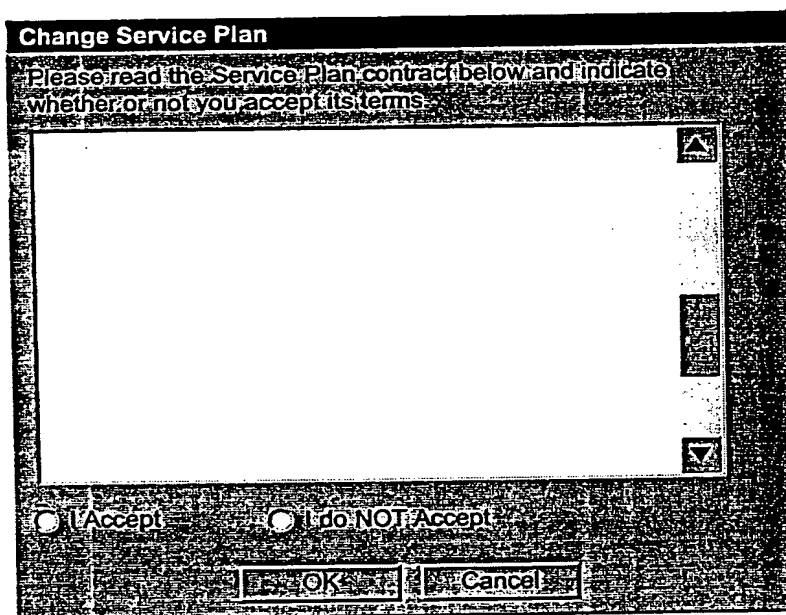 Change Service Plan
Please read the Service Plan contract below and indicate
whether or not you accept its terms.
I Accept
I do NOT Accept
OK
Cancel